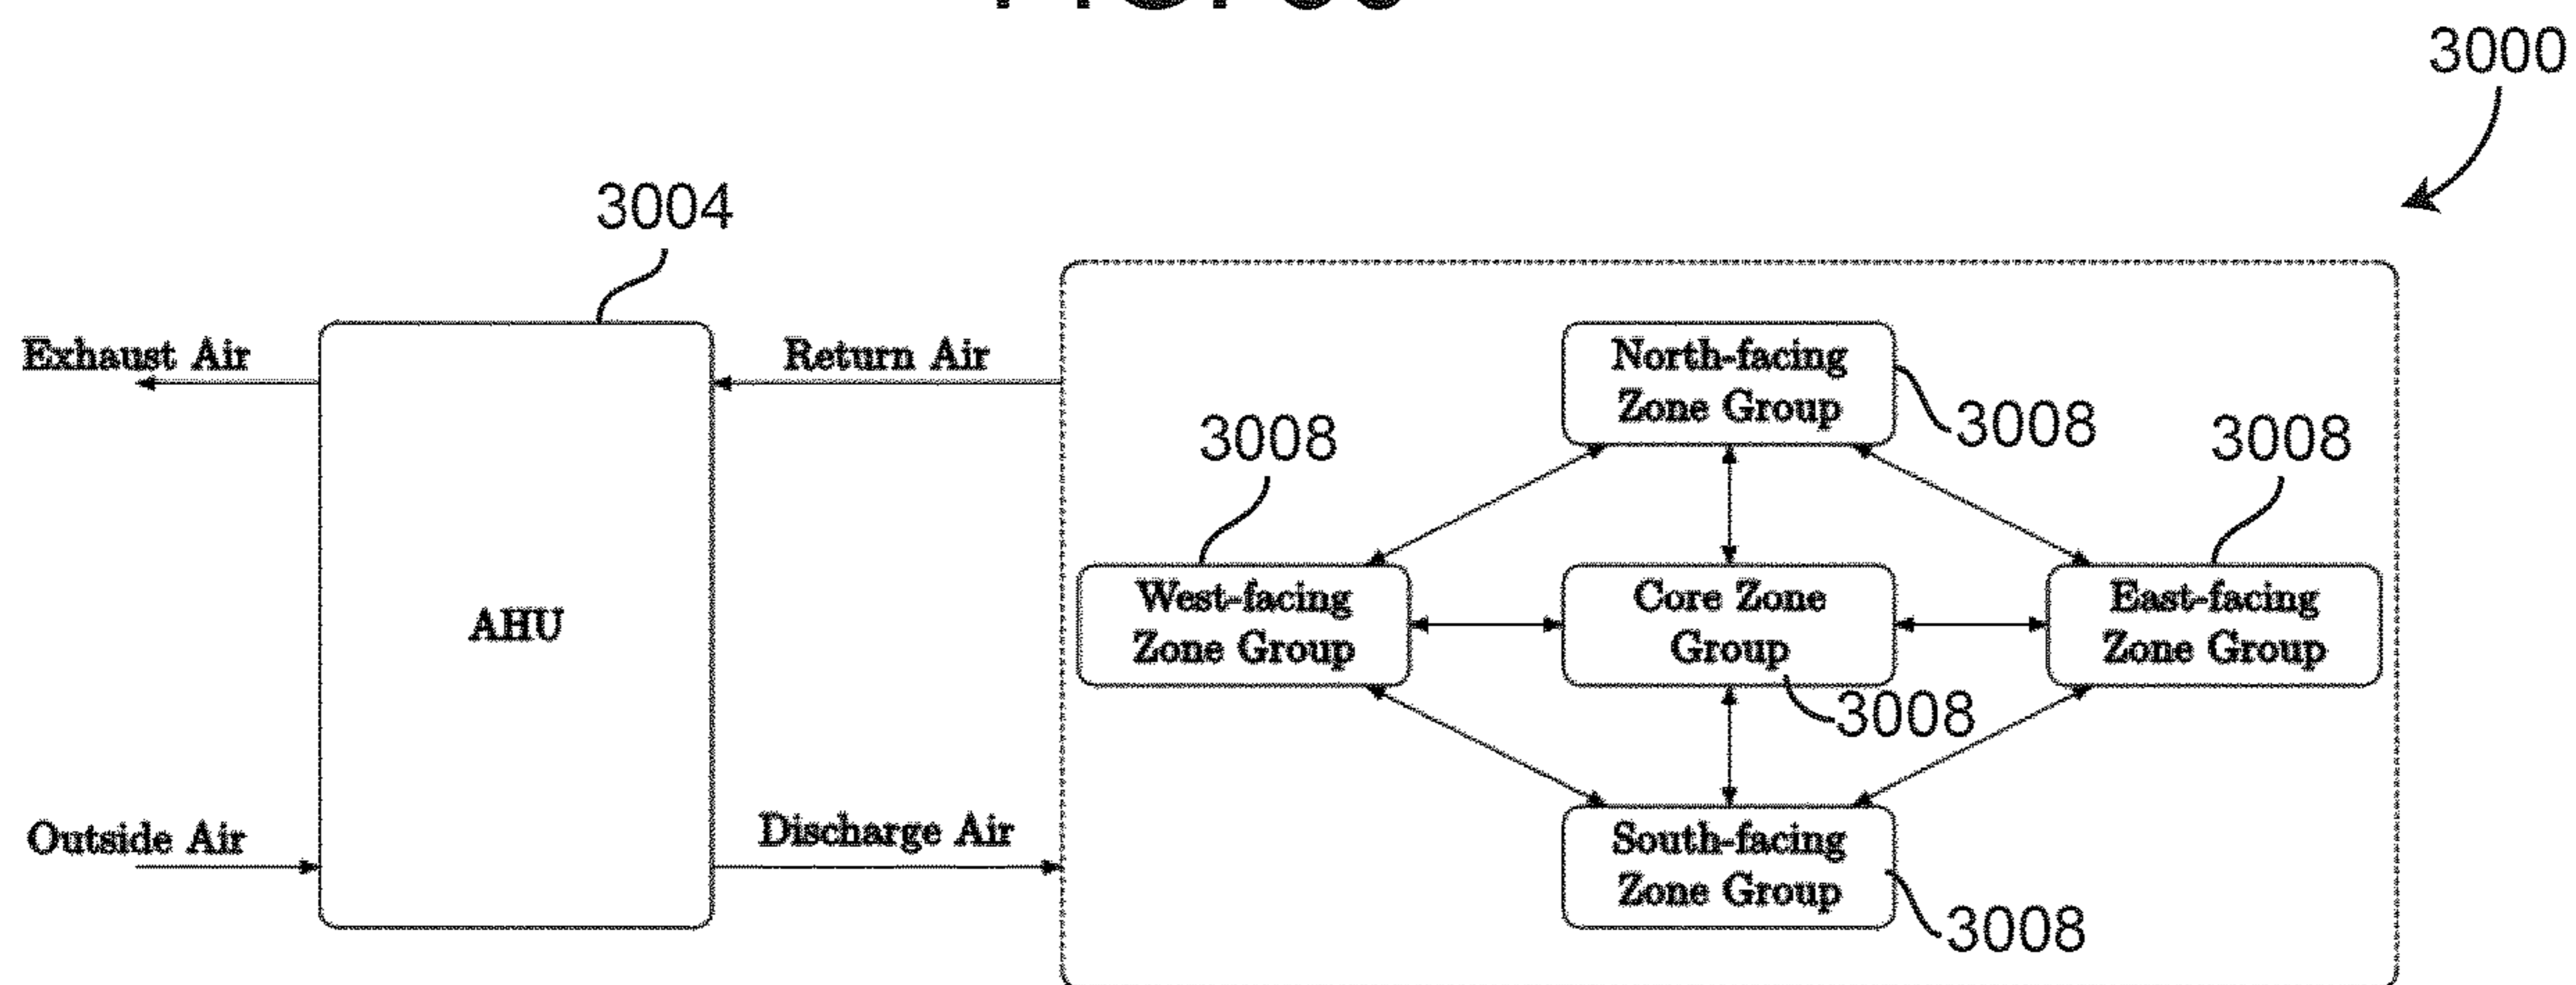 3000
3004
Exhaust Air
Return Air
North-facing
Zone Group
3008
3008
3008
West-facing
Zone Group
Core Zone
Group
East-facing
Zone Group
AHU
3008
Outside Air
Discharge Air
South-facing
Zone Group
3008